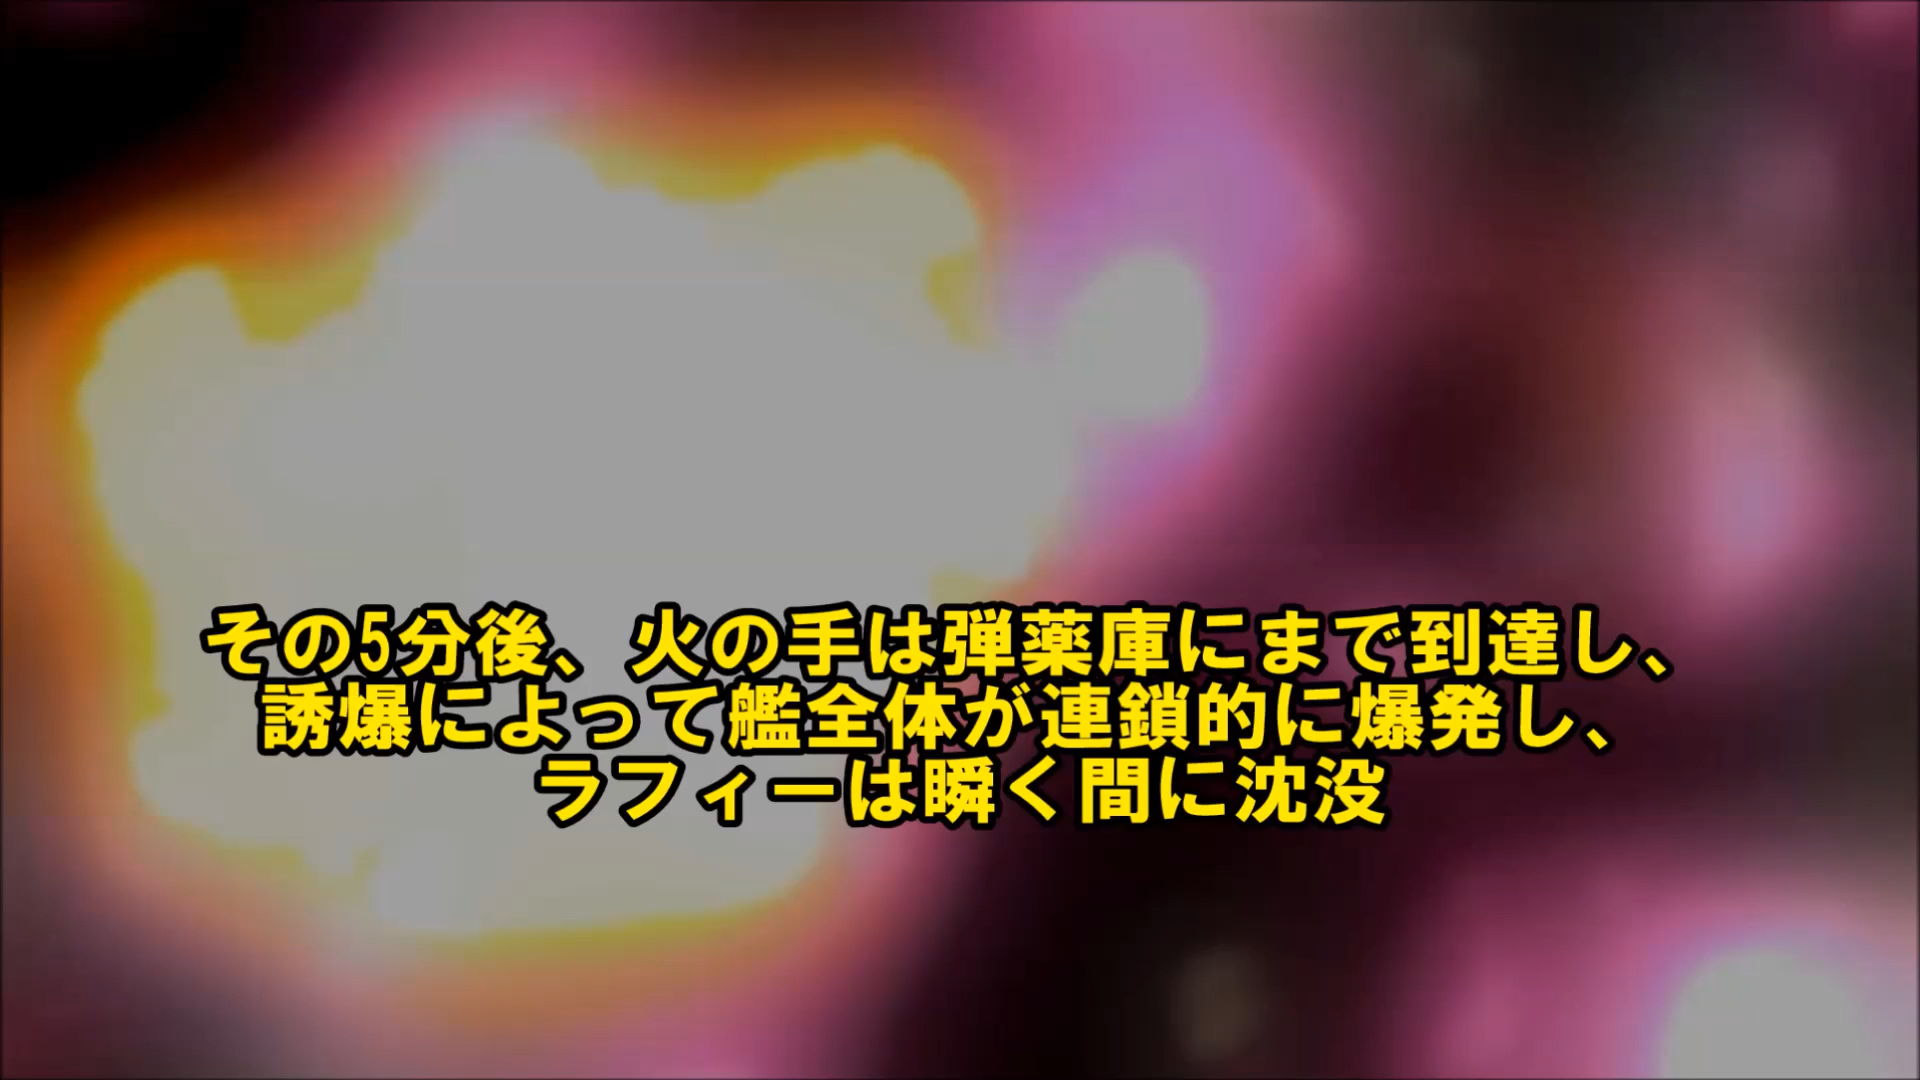 その5分後、火の手は弾薬庫にまで到達し、
誘爆によって艦全体が連鎖的に爆発し、
ラフィーは瞬く間に沈没